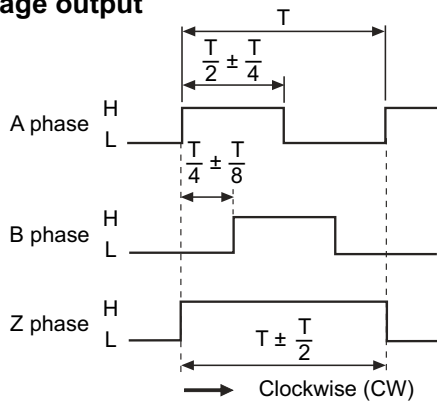 age output
T
T/2 ± T/4
A phase H
L
T/4 ± T/8
B phase H
L
Z phase H
L
T ± T/2
Clockwise (CW)